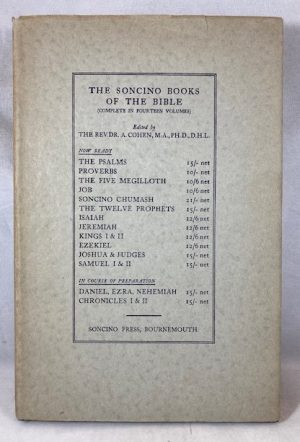 THE SONCINO BOOKS
OF THE BIBLE
(COMPLETE IN FOURTEEN VOLUMES)
Edited by
THE REV. DR. A. COHEN, M.A., PH.D., D.H.L.
NOW READY
THE PSALMS 15/- net
PROVERBS 10/- net
THE FIVE MEGILLOTH 10/6 net
JOB 10/6 net
SONCINO CHUMASH 21/- net
THE TWELVE PROPHETS 15/- net
ISAIAH 12/6 net
JEREMIAH 12/6 net
KINGS I & II 12/6 net
EZEKIEL 12/6 net
JOSHUA & JUDGES 15/- net
SAMUEL I & II 15/- net
IN COURSE OF PREPARATION
DANIEL, EZRA, NEHEMIAH 15/- net
CHRONICLES I & II 15/- net
SONCINO PRESS, BOURNEMOUTH